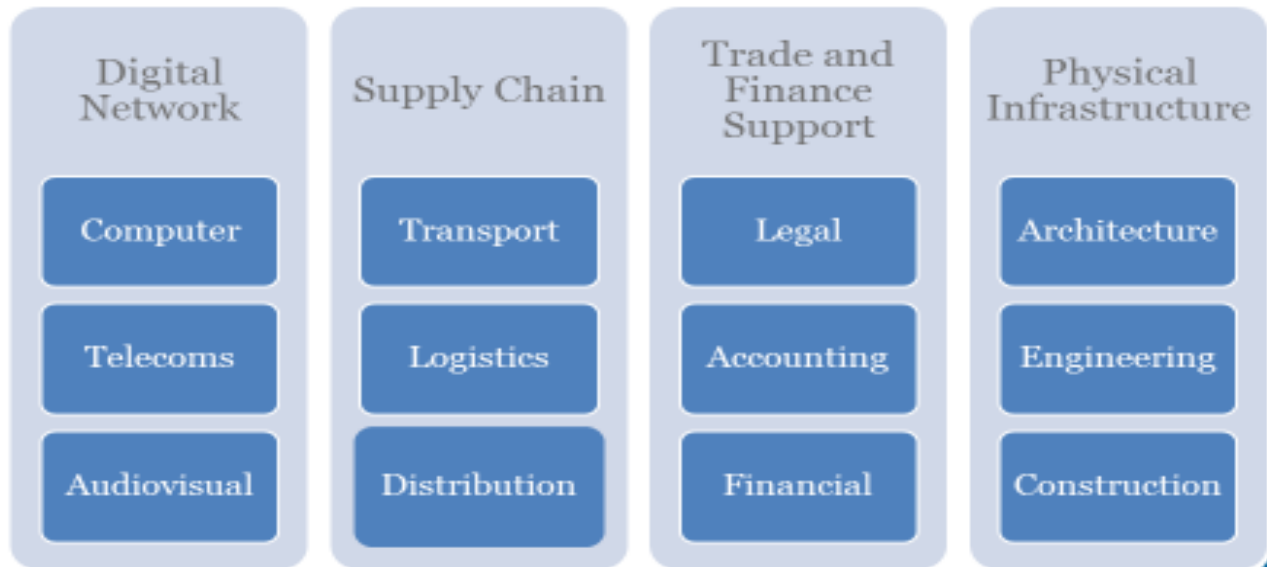 Digital
Network
Computer
Telecoms
Audiovisual
Supply Chain
Transport
Logistics
Distribution
Trade and
Finance
Support
Legal
Accounting
Financial
Physical
Infrastructure
Architecture
Engineering
Construction